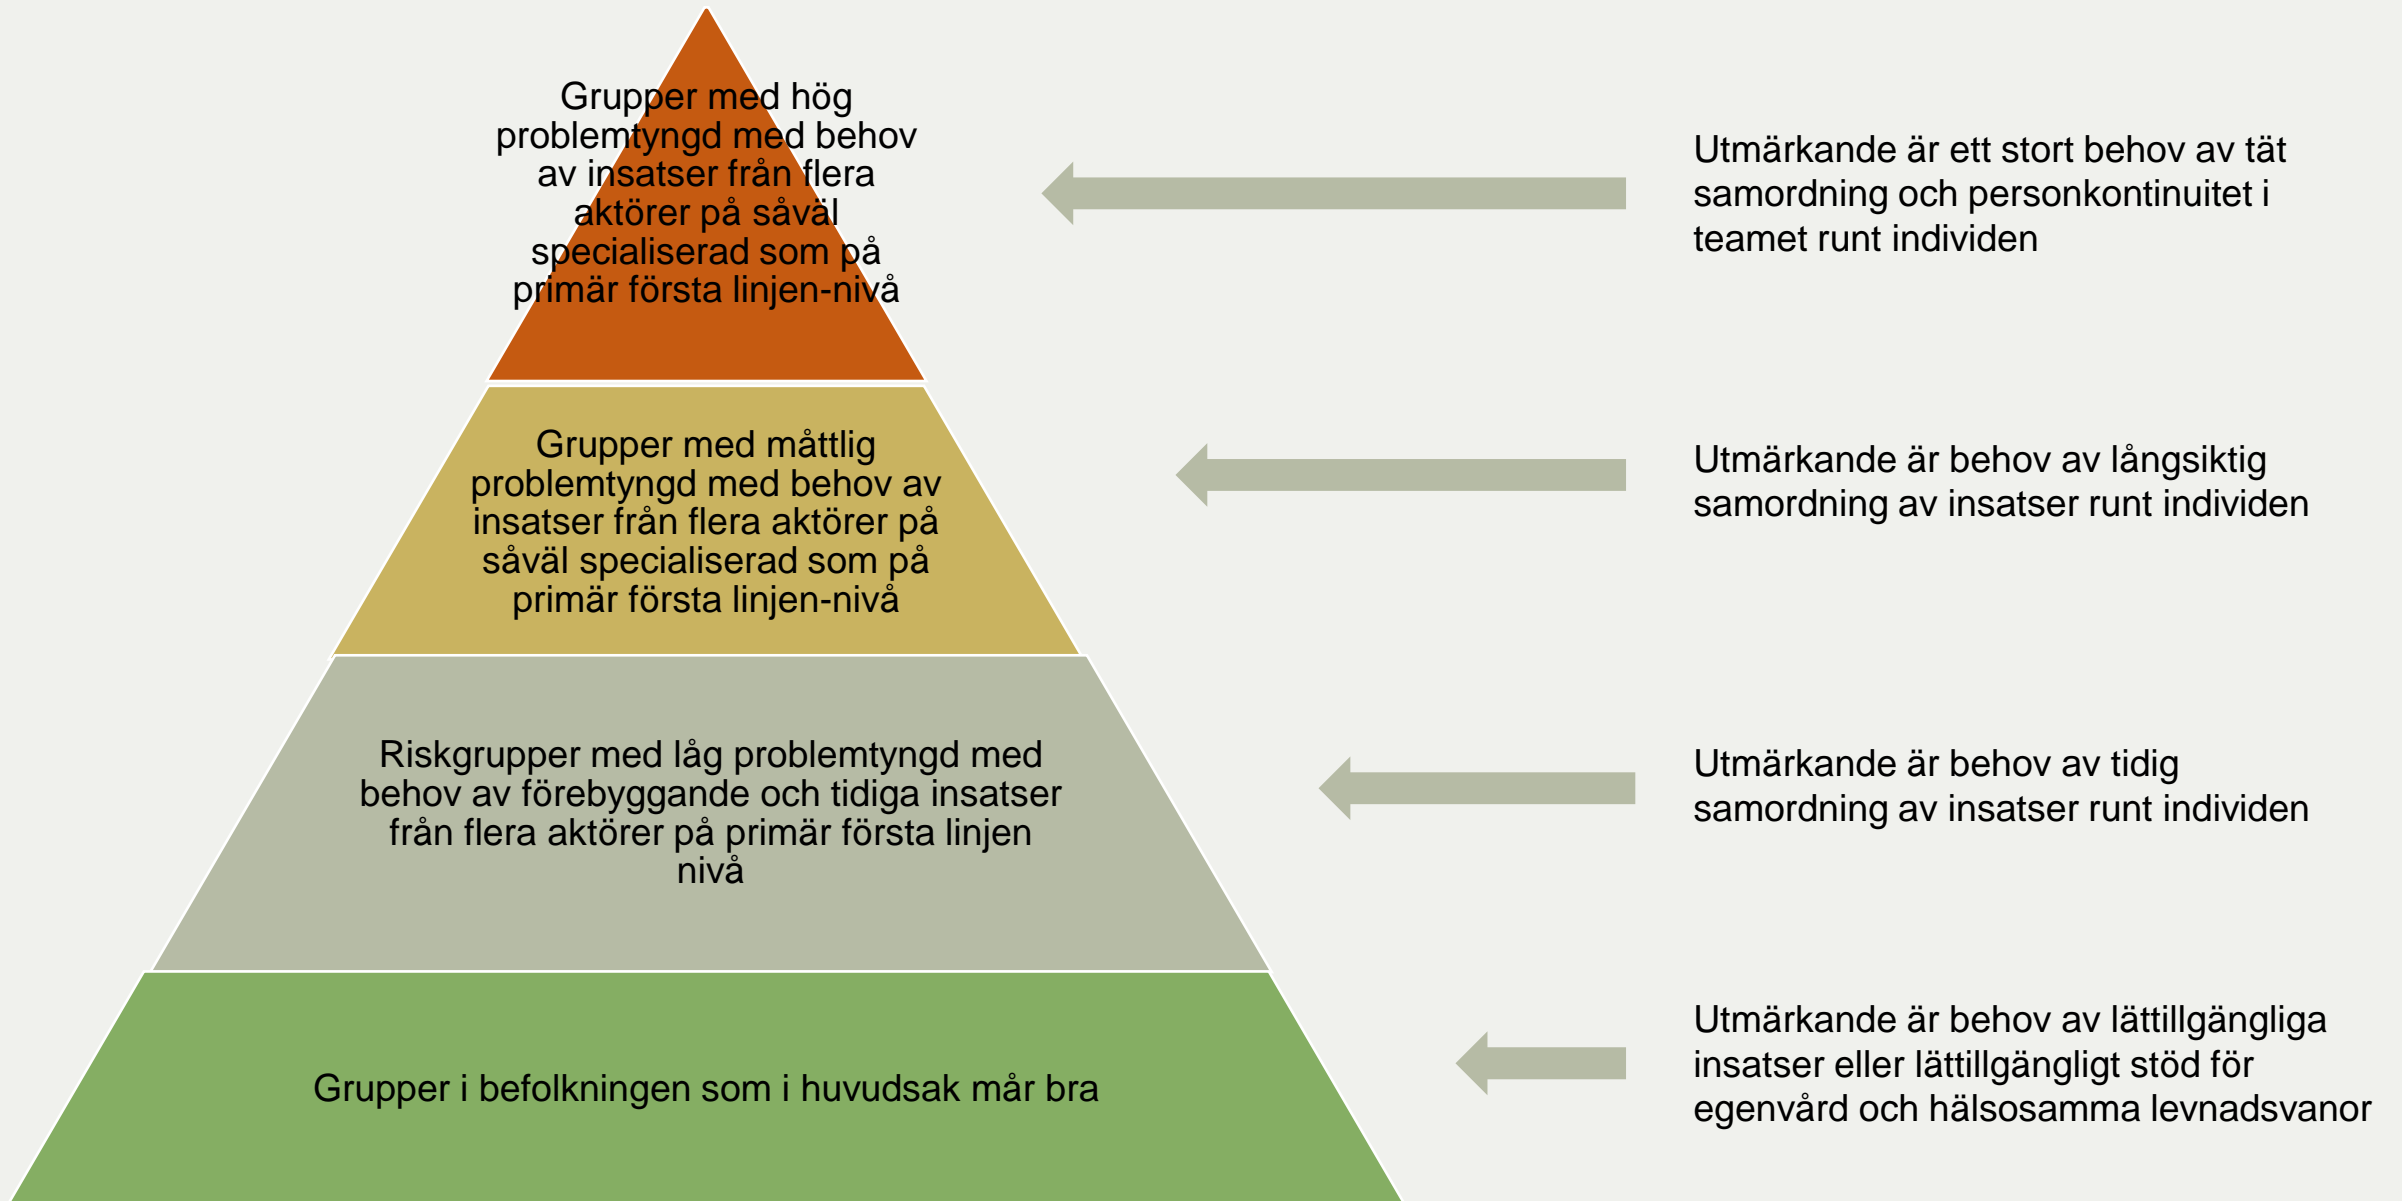 Grupper med hög
problemtyngd med behov
av insatser från flera
aktörer på såväl
specialiserad som på
primär första linjen-nivå
Utmärkande är ett stort behov av tät
samordning och personkontinuitet i
teamet runt individen
Grupper med måttlig
problemtyngd med behov av
insatser från flera aktörer på
såväl specialiserad som på
primär första linjen-nivå
Utmärkande är behov av långsiktig
samordning av insatser runt individen
Riskgrupper med låg problemtyngd med
behov av förebyggande och tidiga insatser
från flera aktörer på primär första linjen
nivå
Utmärkande är behov av tidig
samordning av insatser runt individen
Grupper i befolkningen som i huvudsak mår bra
Utmärkande är behov av lättillgängliga
insatser eller lättillgängligt stöd för
egenvård och hälsosamma levnadsvanor